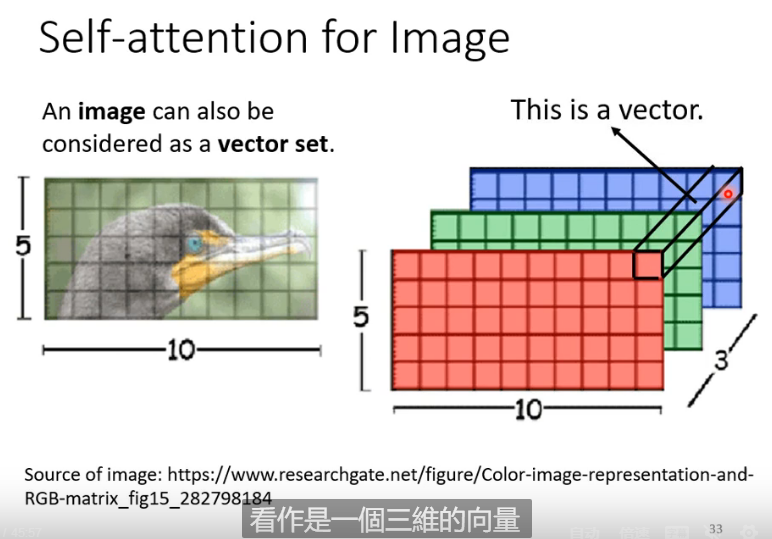 Self-attention for Image
An image can also be
considered as a vector set.
This is a vector.
5
10
5
10
3
Source of image: https://www.researchgate.net/figure/Color-image-representation-and-
RGB-matrix_fig15_282798184
看作是一個三維的向量
33